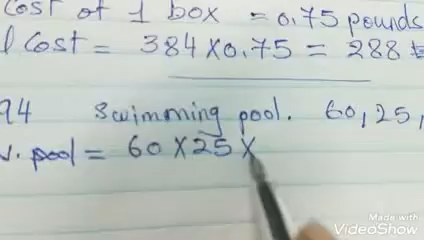 cost of 1 box = 0.75 pounds
l cost = 384 × 0.75 = 288
94 Swimming pool. 60, 25,
. pool = 60 × 25 ×
Made with
VideoShow